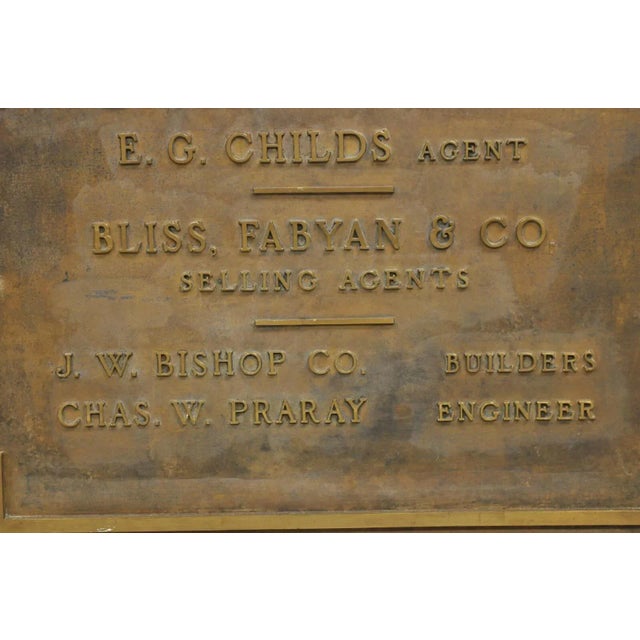 E. G. CHILDS AGENT
BLISS, FABYAN & CO.
SELLING AGENTS
J. W. BISHOP CO. BUILDERS
CHAS. W. PRARAY ENGINEER